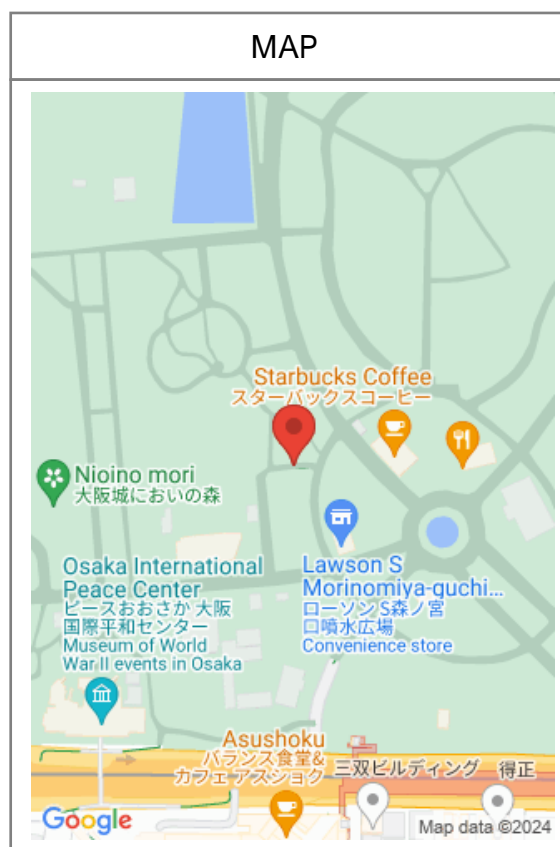 MAP
Starbucks Coffee
スターバックスコーヒー
Nioino mori
大阪城においの森
Osaka International
Peace Center
ピースおおさか 大阪
国際平和センター
Museum of World
War II events in Osaka
Lawson S
Morinomiya-guchi...
ローソン S森ノ宮
口噴水広場
Convenience store
Asushoku
バランス食堂&
カフェ アスショク
三双ビルディング
得正
Google
Map data ©2024